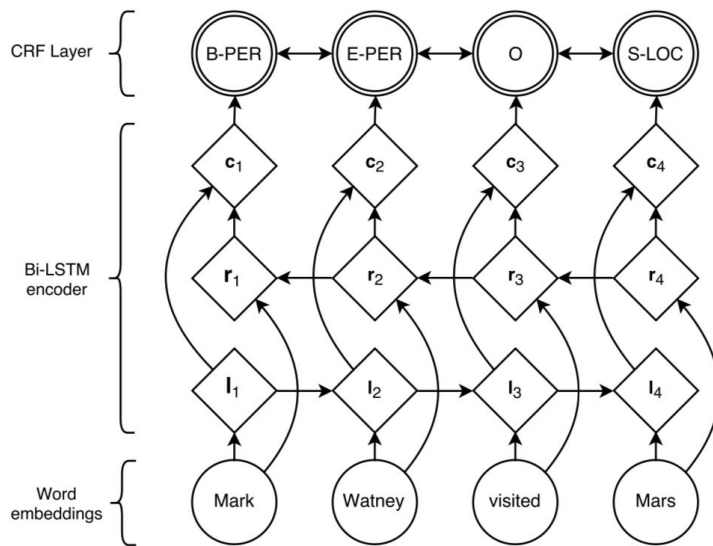 CRF Layer
B-PER E-PER O S-LOC
c₁ c₂ c₃ c₄
Bi-LSTM
encoder
r₁ r₂ r₃ r₄
l₁ l₂ l₃ l₄
Word
embeddings
Mark Watney visited Mars